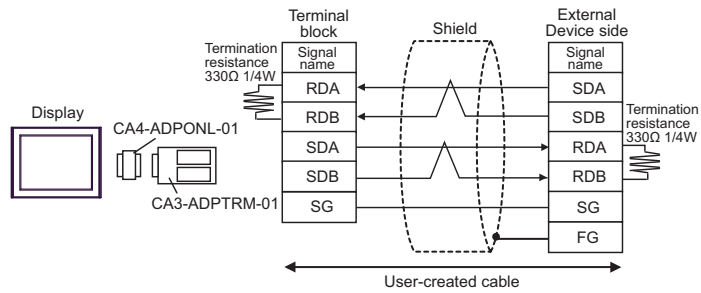 Terminal
block
Shield
External
Device side
Termination
resistance
330Ω 1/4W
Signal
name
Signal
name
RDA
SDA
RDB
SDB
Termination
resistance
330Ω 1/4W
Display
CA4-ADPONL-01
SDA
RDA
SDB
RDB
CA3-ADPTRM-01
SG
SG
FG
User-created cable